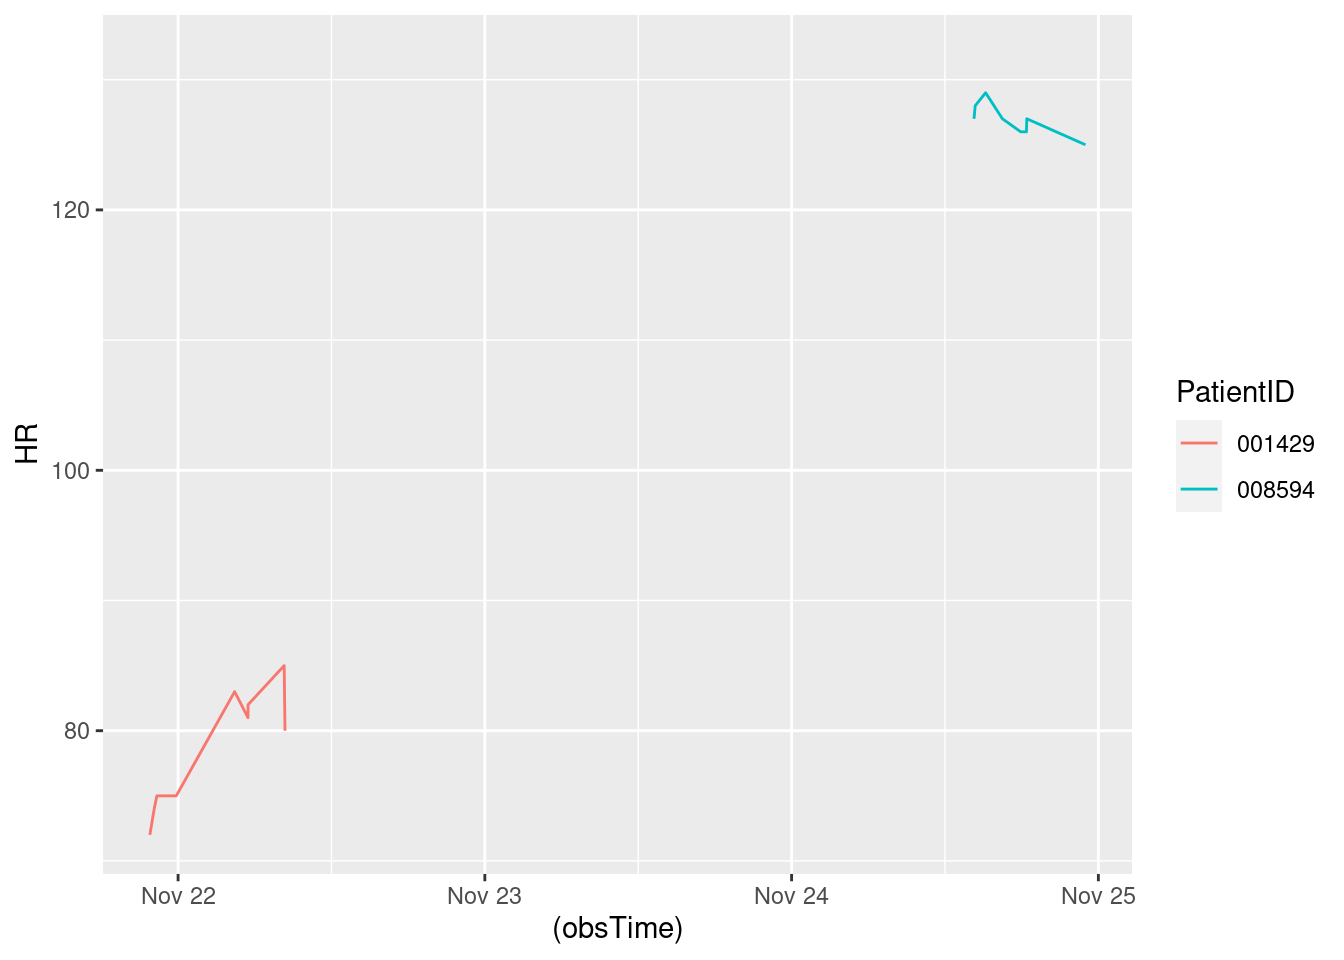 120
100
80
HR
Nov 22
Nov 23
Nov 24
Nov 25
(obsTime)
PatientID
001429
008594